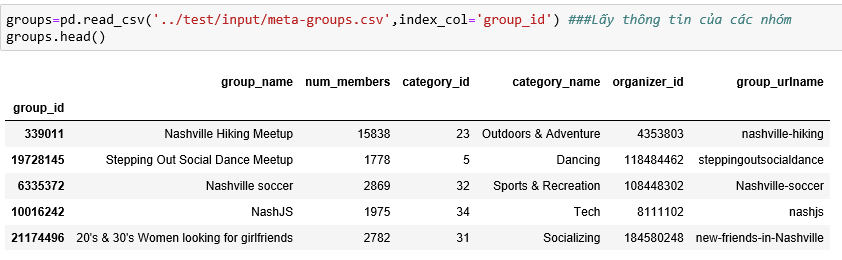 groups=pd.read_csv('../test/input/meta-groups.csv',index_col='group_id') ###Lấy thông tin của các nhóm
groups.head()
group_name num_members category_id category_name organizer_id group_urlname
group_id
339011 Nashville Hiking Meetup 15838 23 Outdoors & Adventure 4353803 nashville-hiking
19728145 Stepping Out Social Dance Meetup 1778 5 Dancing 118484462 steppingoutsocialdance
6335372 Nashville soccer 2869 32 Sports & Recreation 108448302 Nashville-soccer
10016242 NashJS 1975 34 Tech 8111102 nashjs
21174496 20's & 30's Women looking for girlfriends 2782 31 Socializing 184580248 new-friends-in-Nashville